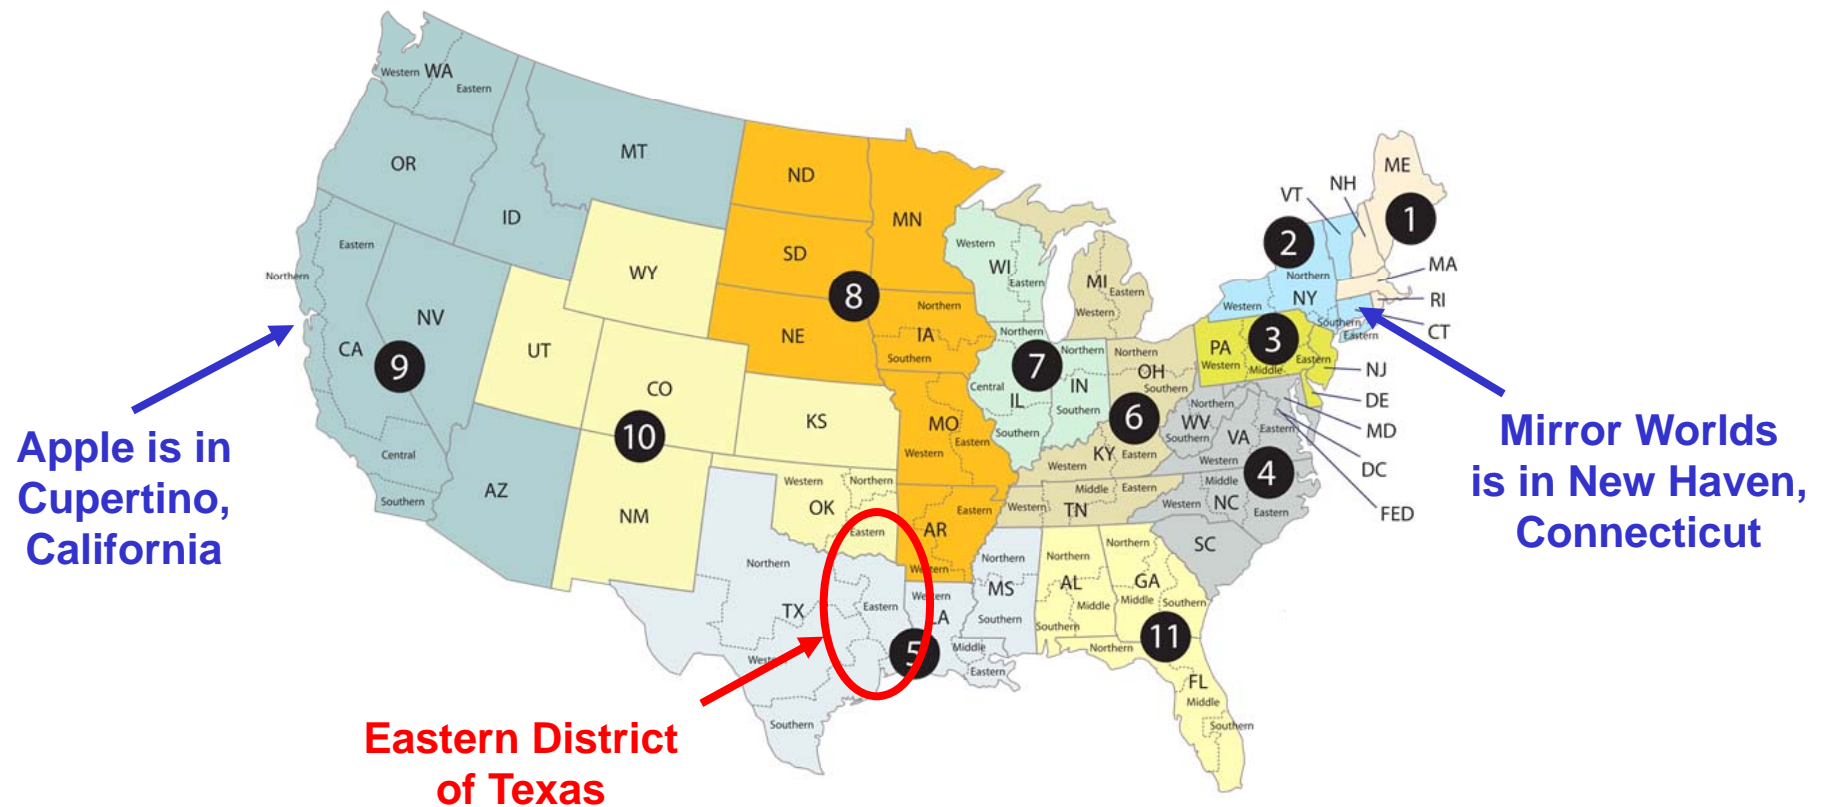 Western WA
Eastern
OR
MT
ID
ND
MN
SD
8
WY
NE
Northern
IA
Southern
Eastern
Northern
NV
CA
9
UT
CO
10
KS
Central
Southern
AZ
NM
MO
Eastern
Western
Western
OK
Northern
Eastern
Eastern
AR
Western
Western
WI
Eastern
Northern
7
Central
IL
Southern
Northern
IN
Southern
MI
Eastern
Western
Northern
OH
Southern
6
KY
Western
Eastern
Western
TN
Middle
Eastern
VT
NH
ME
1
2
Northern
Western
NY
Southern
Eastern
MA
RI
CT
3
PA
Western
Middle
Eastern
NJ
DE
MD
DC
FED
Northern
WV
Southern
VA
Eastern
Western
4
Middle
Western
NC
Eastern
SC
Northern
TX
Eastern
Western
Southern
Western
LA
5
Middle
Eastern
Northern
MS
Southern
Northern
AL
Middle
Southern
Northern
GA
Middle
Southern
11
Northern
FL
Middle
Southern
Apple is in
Cupertino,
California
Mirror Worlds
is in New Haven,
Connecticut
Eastern District
of Texas